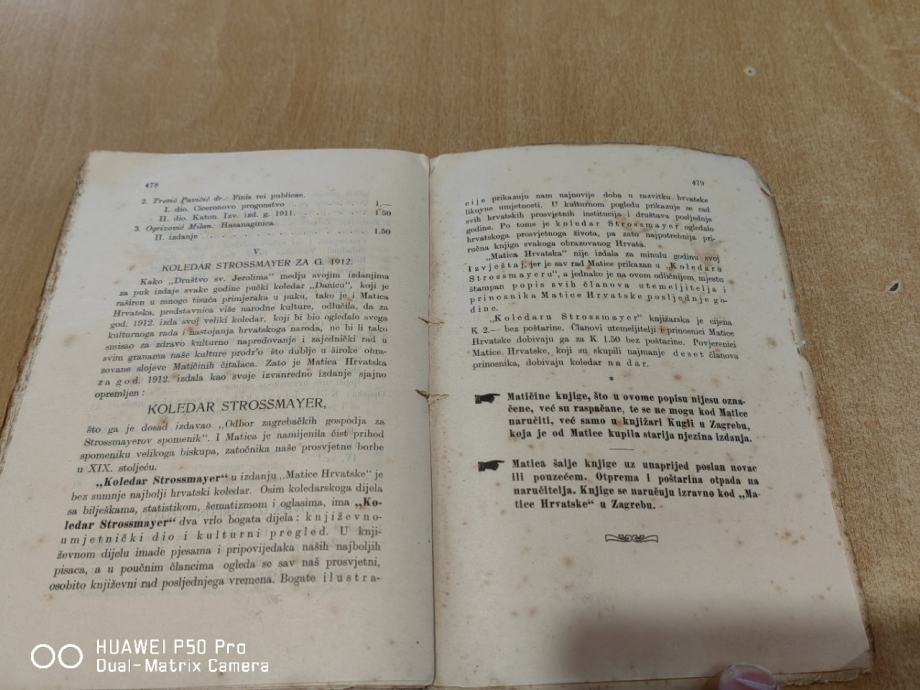 478
2. Tresić Pavičić dr.: Finis rei publicae.
I. dio. Ciceronovo progonstvo . . . . . . . . 1.—
II. dio. Katon. Izv. izd. g. 1911. . . . . . . . 1.50
3. Ogrizović Milan. Hasanaginica.
II. izdanje . . . . . . . . . . . . . . . . 1.50
V.
KOLEDAR STROSSMAYER ZA G. 1912.
Kako „Društvo sv. Jerolima" medju svojim izdanjima
za puk izdaje svake godine pučki koledar „Danicu", koji je
raširen u mnogo tisuća primjeraka u puku, tako je i Matica
Hrvatska, predstavnica više narodne kulture, odlučila, da za
god. 1912. izda svoj veliki koledar, koji bi bio ogledalo svega
kulturnoga rada i nastojanja hrvatskoga naroda, ne bi li tako
smisao za zdravo kulturno napredovanje i zajednički rad u
svim granama naše kulture prodr'o što dublje u široke obra-
zovane slojeve Matičinih čitalaca. Zato je Matica Hrvatska
za god. 1912. izdala kao svoje izvanredno izdanje sjajno
opremljen :
KOLEDAR STROSSMAYER,
što ga je dosad izdavao „Odbor zagrebačkih gospodja za
Strossmayerov spomenik". I Matica je namijenila čist prihod
spomeniku velikoga biskupa, zatočnika naše prosvjetne borbe
u XIX. stoljeću.
„Koledar Strossmayer" u izdanju „Matice Hrvatske" je
bez sumnje najbolji hrvatski koledar. Osim koledarskoga dijela
sa bilješkama, statistikom, šematizmom i oglasima, ima „Ko-
ledar Strossmayer" dva vrlo bogata dijela : književno-
umjetnički dio i kulturni pregled. U knji-
ževnom dijelu imade pjesama i pripovijedaka naših najboljih
pisaca, a u poučnim člancima ogleda se sav naš prosvjetni,
osobito književni rad posljednjega vremena. Bogate ilustra-
479
cije prikazuju nam najnovije doba u razvitku hrvatske
likovne umjetnosti. U kulturnom pogledu prikazuje se rad
svih hrvatskih prosvjetnih institucija i društava posljednja
godine. Po tome je koledar Strossmayer ogledalo
hrvatskoga prosvjetnoga života, pa zato najpotrebnija pri-
ručna knjiga svakoga obrazovanog Hrvata.
„Matica Hrvatska" nije izdala za minulu godinu svoj
Izvještaj, jer je sav rad Matice prikazan u „Koledaru
Strossmayeru", a jednako je na ovom odličnijem mjestu
štampan popis svih članova utemeljitelja i
prinosnika Matice Hrvatske posljednje go-
dine.
„Koledaru Strossmayer" knjižarska je cijena
K 2.— bez poštarine. Članovi utemeljitelji i prinosnici Matice
Hrvatske dobivaju ga za K 1.50 bez poštarine. Povjerenici
Matice Hrvatske, koji su skupili najmanje deset članova
prinosnika, dobivaju koledar na dar.
*
Matičine knjige, što u ovome popisu nijesu ozna-
čene, već su raspačane, te se ne mogu kod Matice
naručiti, već samo u knjižari Kugli u Zagrebu,
koja je od Matice kupila starija njezina izdanja.
Matica šalje knjige uz unaprijed poslan novac
ili pouzećem. Otprema i poštarina otpada na
naručitelja. Knjige se naručuju izravno kod „Ma-
tice Hrvatske" u Zagrebu.
HUAWEI P50 Pro
Dual-Matrix Camera